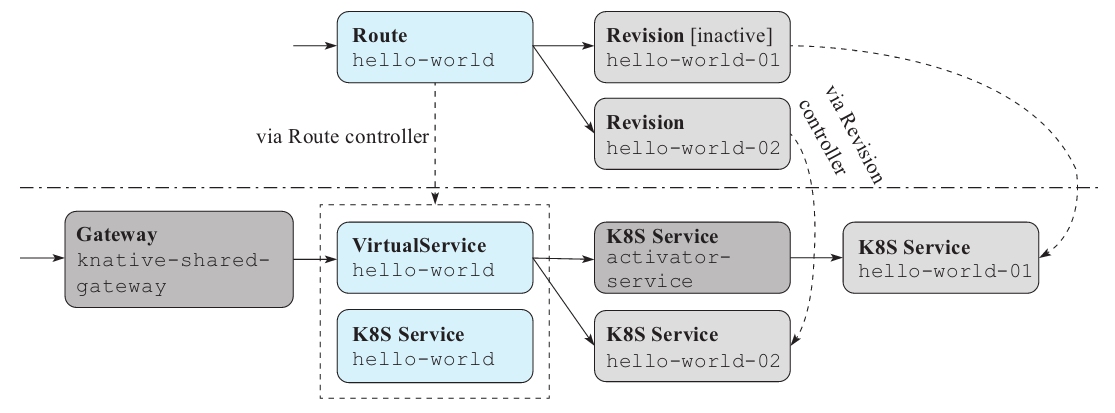 Route
hello-world
Revision [inactive]
hello-world-01
Revision
hello-world-02
via Route controller
via Revision
controller
Gateway
knative-shared-
gateway
VirtualService
hello-world
K8S Service
hello-world
K8S Service
activator-
service
K8S Service
hello-world-02
K8S Service
hello-world-01